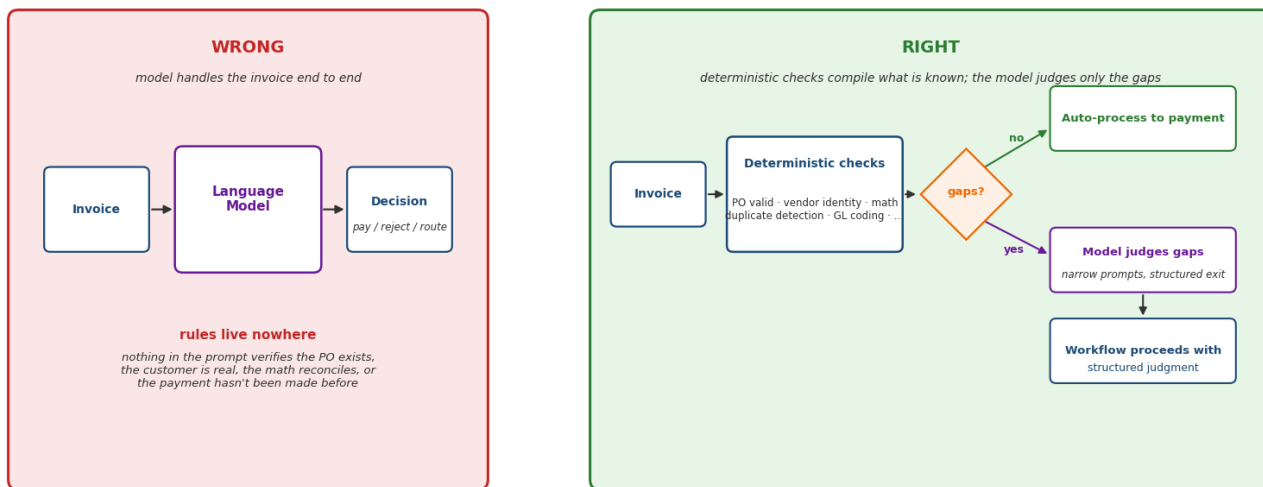 WRONG
model handles the invoice end to end
Invoice
Language
Model
Decision
pay / reject / route
rules live nowhere
nothing in the prompt verifies the PO exists,
the customer is real, the math reconciles, or
the payment hasn't been made before
RIGHT
deterministic checks compile what is known; the model judges only the gaps
Invoice
Deterministic checks
PO valid · vendor identity · math
duplicate detection · GL coding · ...
gaps?
no
Auto-process to payment
yes
Model judges gaps
narrow prompts, structured exit
Workflow proceeds with
structured judgment